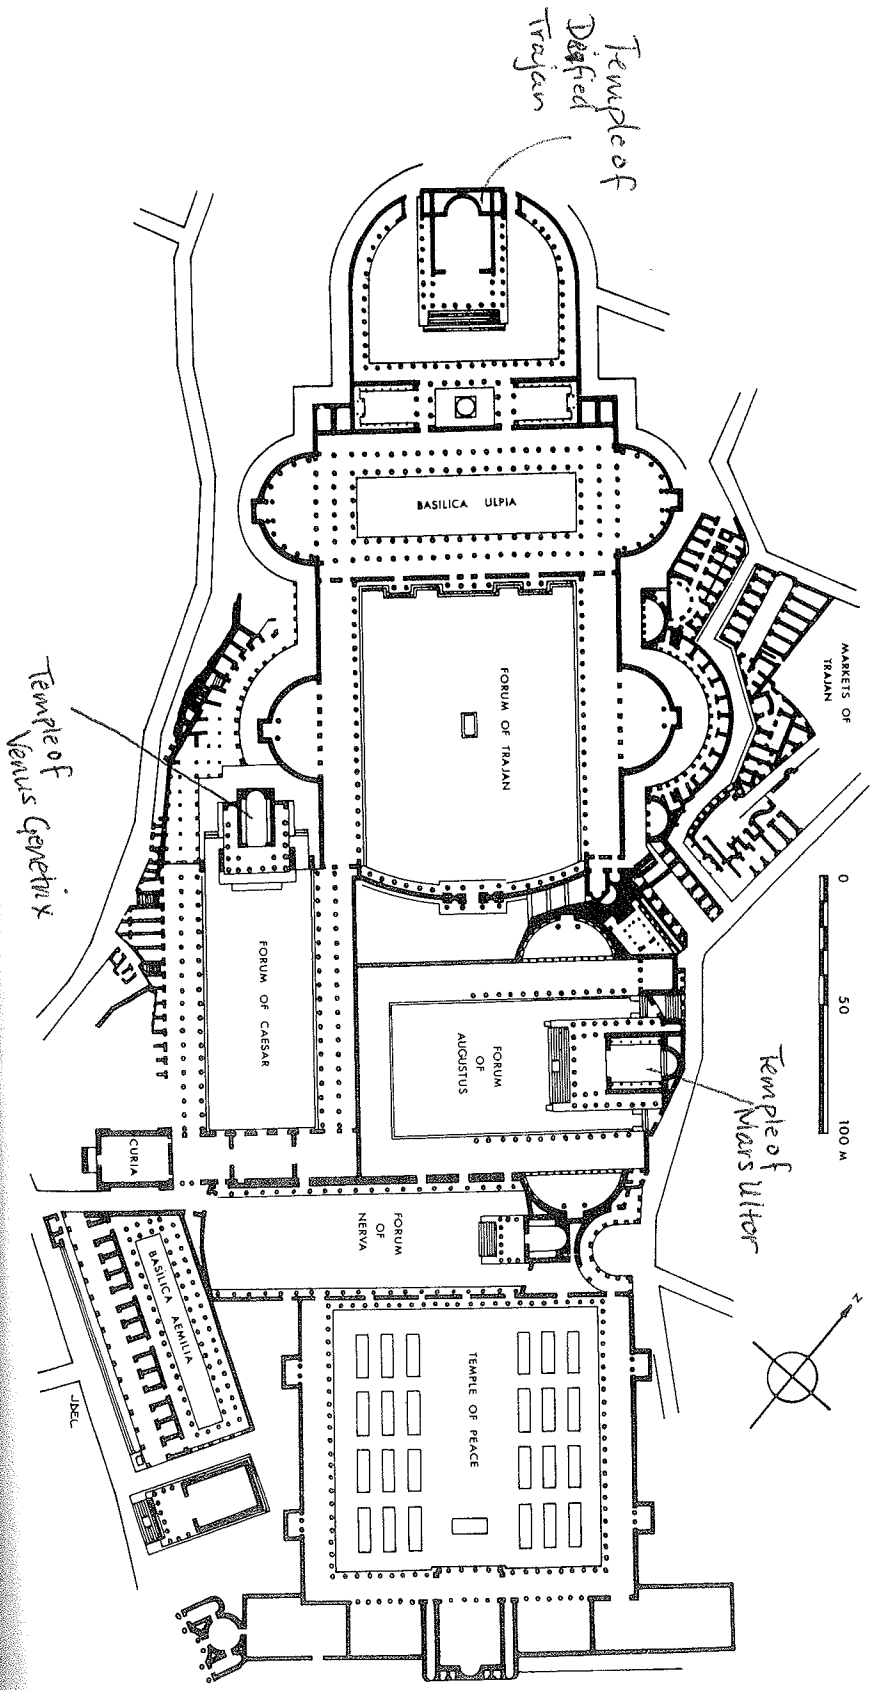 Temple of
Deified
Trajan
BASILICA ULPIA
MARKETS OF
TRAJAN
FORUM OF TRAJAN
Temple of
Venus Genetrix
0
50
100 M
FORUM OF CAESAR
FORUM
OF
AUGUSTUS
Temple of
Mars Ultor
CURIA
FORUM
OF
NERVA
BASILICA
AEMILIA
TEMPLE OF PEACE
N
JDEL